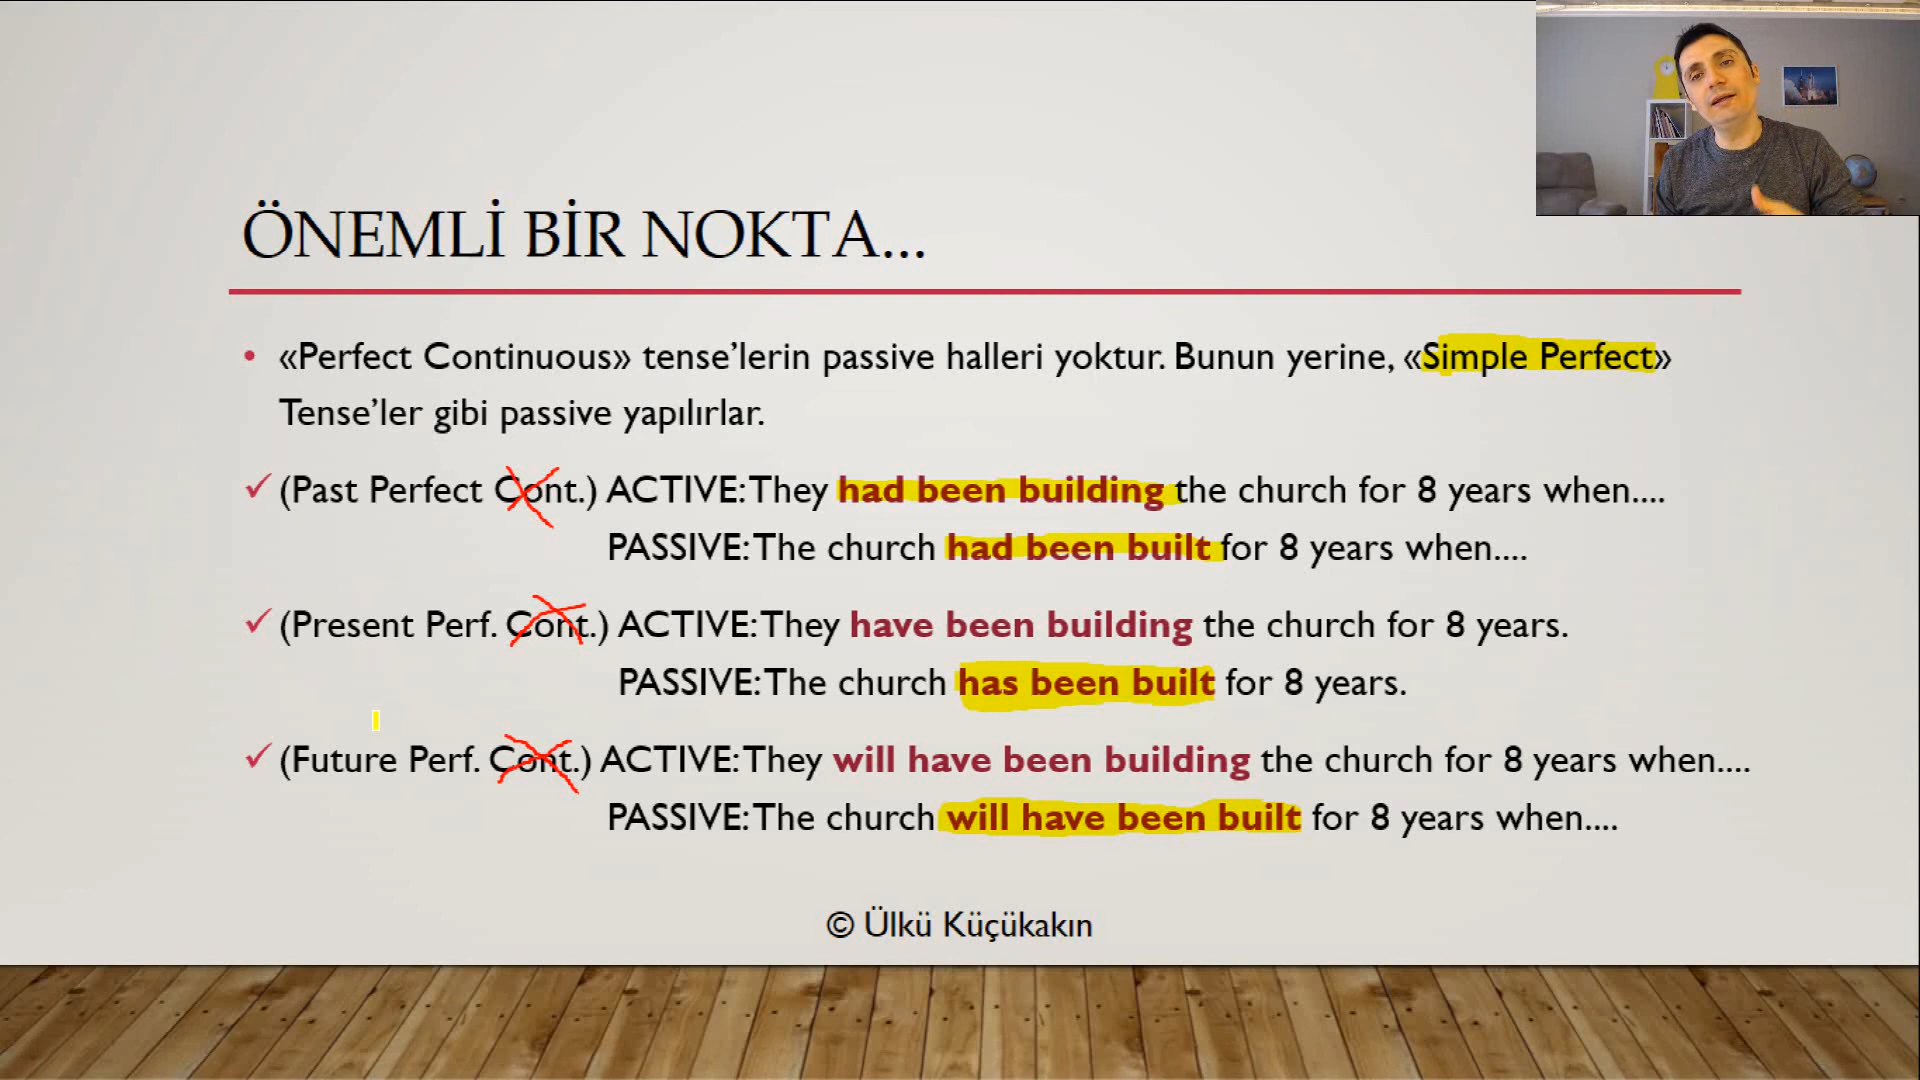 ÖNEMLİ BİR NOKTA...
• «Perfect Continuous» tense’lerin passive halleri yoktur. Bunun yerine, «Simple Perfect»
Tense’ler gibi passive yapılırlar.
✓ (Past Perfect Cont.) ACTIVE: They had been building the church for 8 years when....
PASSIVE: The church had been built for 8 years when....
✓ (Present Perf. Cont.) ACTIVE: They have been building the church for 8 years.
PASSIVE: The church has been built for 8 years.
✓ (Future Perf. Cont.) ACTIVE: They will have been building the church for 8 years when....
PASSIVE: The church will have been built for 8 years when....
© Ülkü Küçükakın